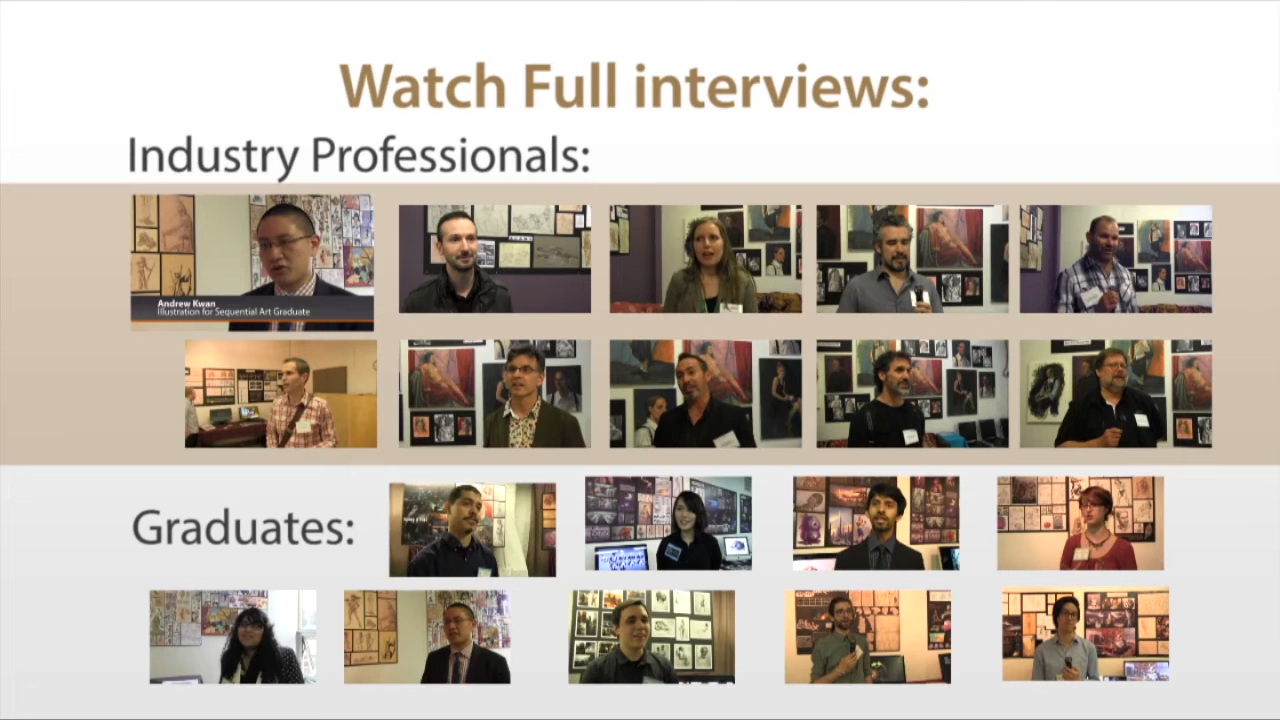 Watch Full interviews:
Industry Professionals:
Andrew Kwan
Illustration for Sequential Art Graduate
Graduates: